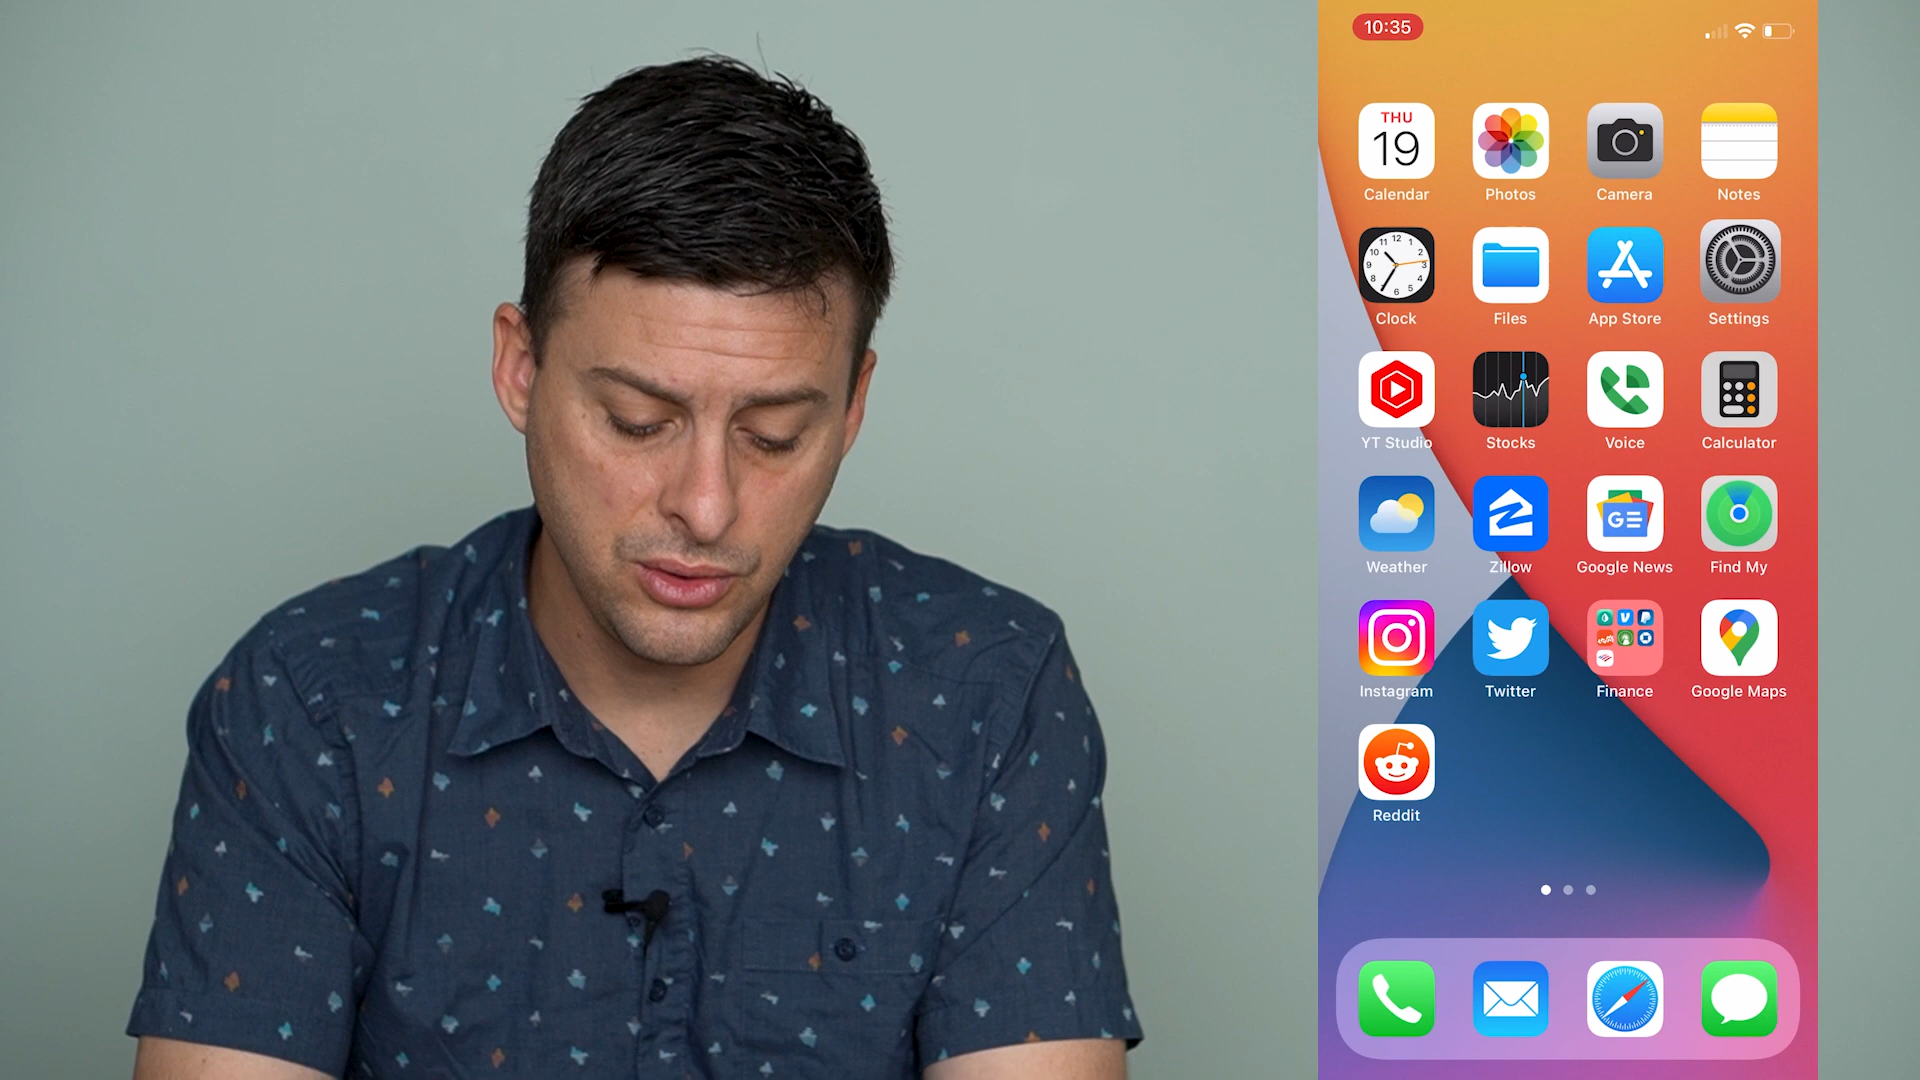 10:35
THU
19
Calendar Photos Camera Notes
Clock Files App Store Settings
YT Studio Stocks Voice Calculator
Weather Zillow Google News Find My
Instagram Twitter Finance Google Maps
Reddit